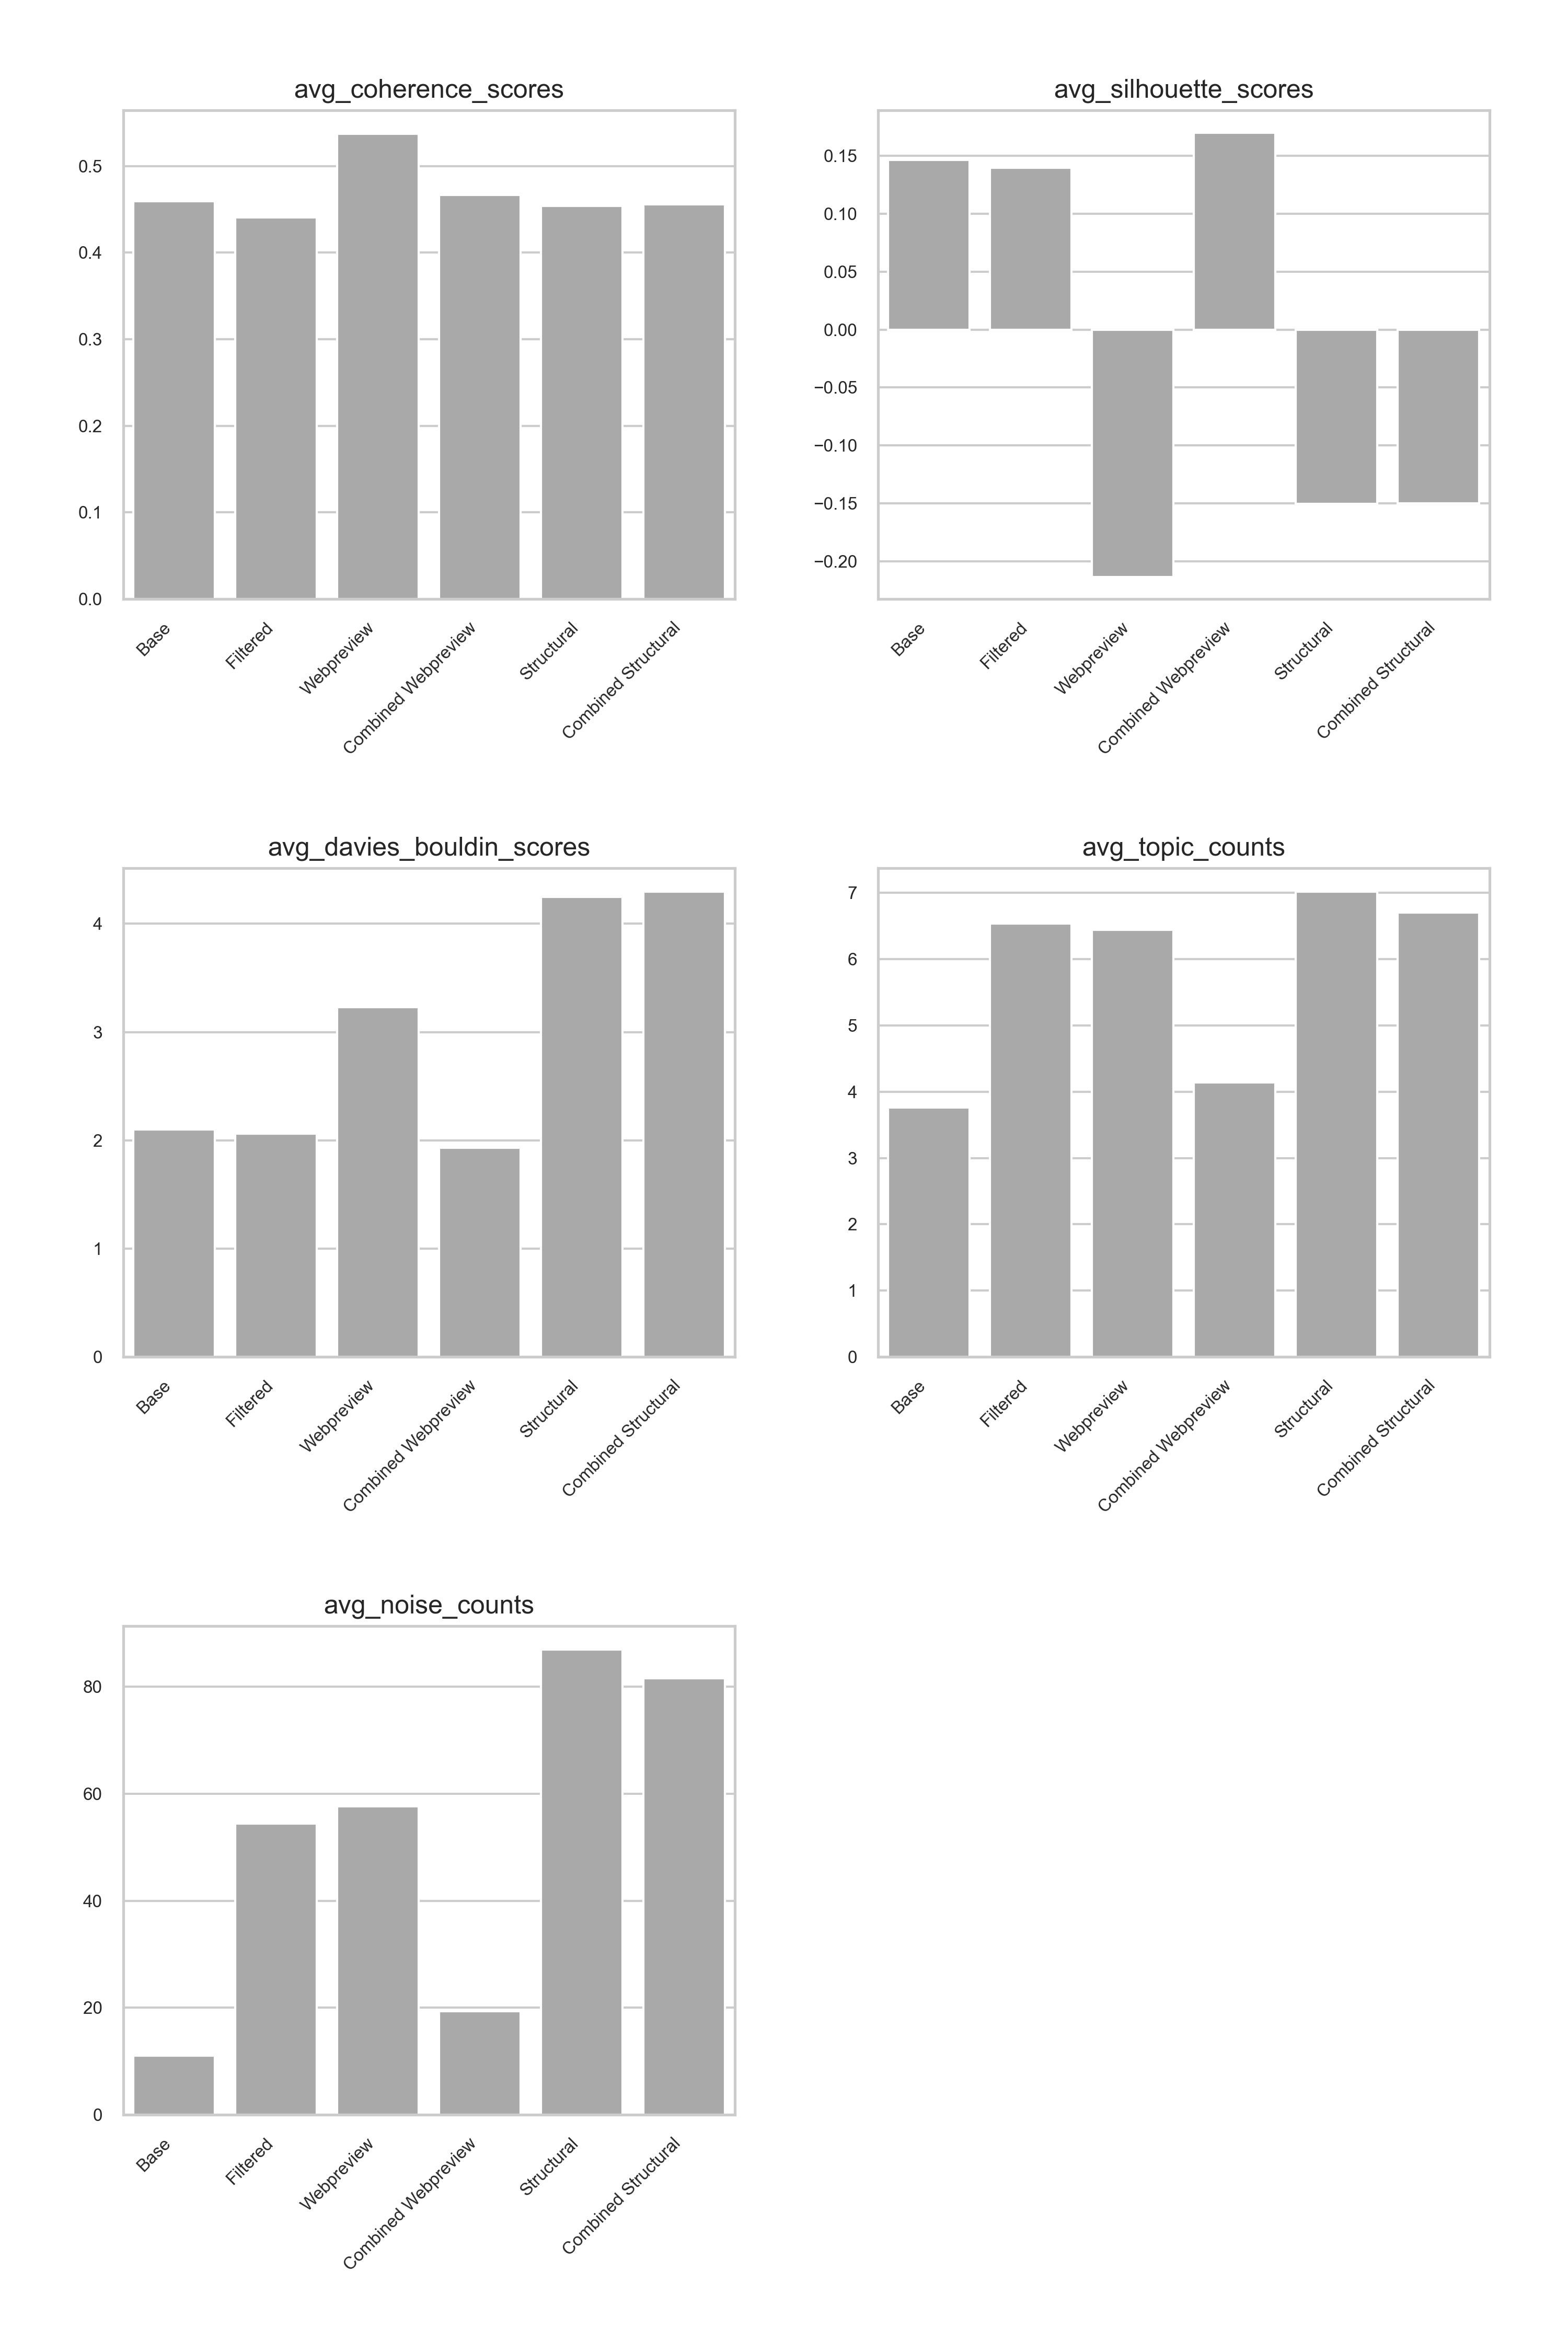 avg_coherence_scores
0.5
0.4
0.3
0.2
0.1
0.0
Base
Filtered
Webpreview
Combined Webpreview
Structural
Combined Structural
avg_silhouette_scores
0.15
0.10
0.05
0.00
−0.05
−0.10
−0.15
−0.20
Base
Filtered
Webpreview
Combined Webpreview
Structural
Combined Structural
avg_davies_bouldin_scores
4
3
2
1
0
Base
Filtered
Webpreview
Combined Webpreview
Structural
Combined Structural
avg_topic_counts
7
6
5
4
3
2
1
0
Base
Filtered
Webpreview
Combined Webpreview
Structural
Combined Structural
avg_noise_counts
80
60
40
20
0
Base
Filtered
Webpreview
Combined Webpreview
Structural
Combined Structural